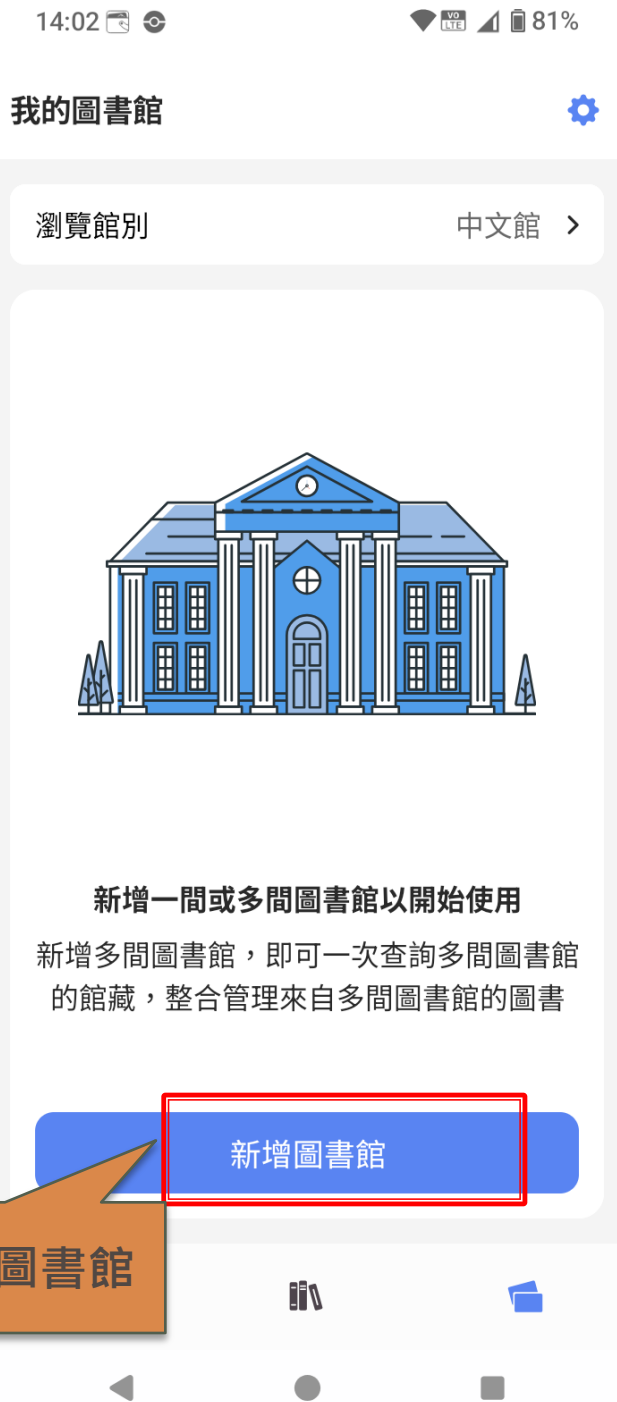 14:02
VO LTE
81%
我的圖書館
瀏覽館別
中文館
新增一間或多間圖書館以開始使用
新增多間圖書館，即可一次查詢多間圖書館
的館藏，整合管理來自多間圖書館的圖書
新增圖書館
圖書館